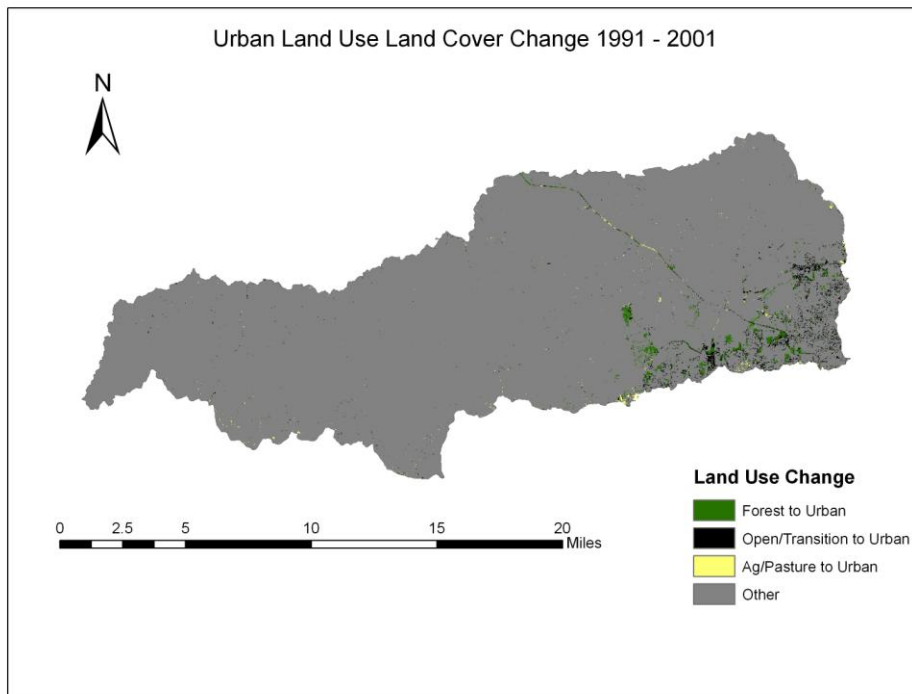 Urban Land Use Land Cover Change 1991 - 2001
N
Land Use Change
Forest to Urban
Open/Transition to Urban
Ag/Pasture to Urban
Other
0 2.5 5 10 15 20
Miles